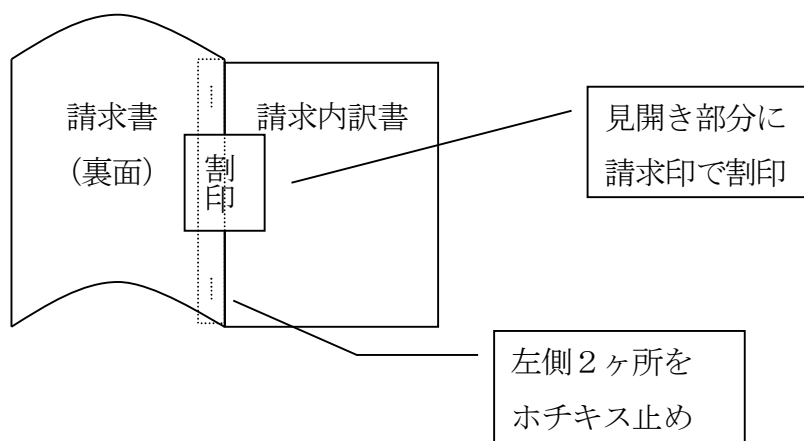 請求書
(裏面)
請求内訳書
割
印
見開き部分に
請求印で割印
左側２ヶ所を
ホチキス止め